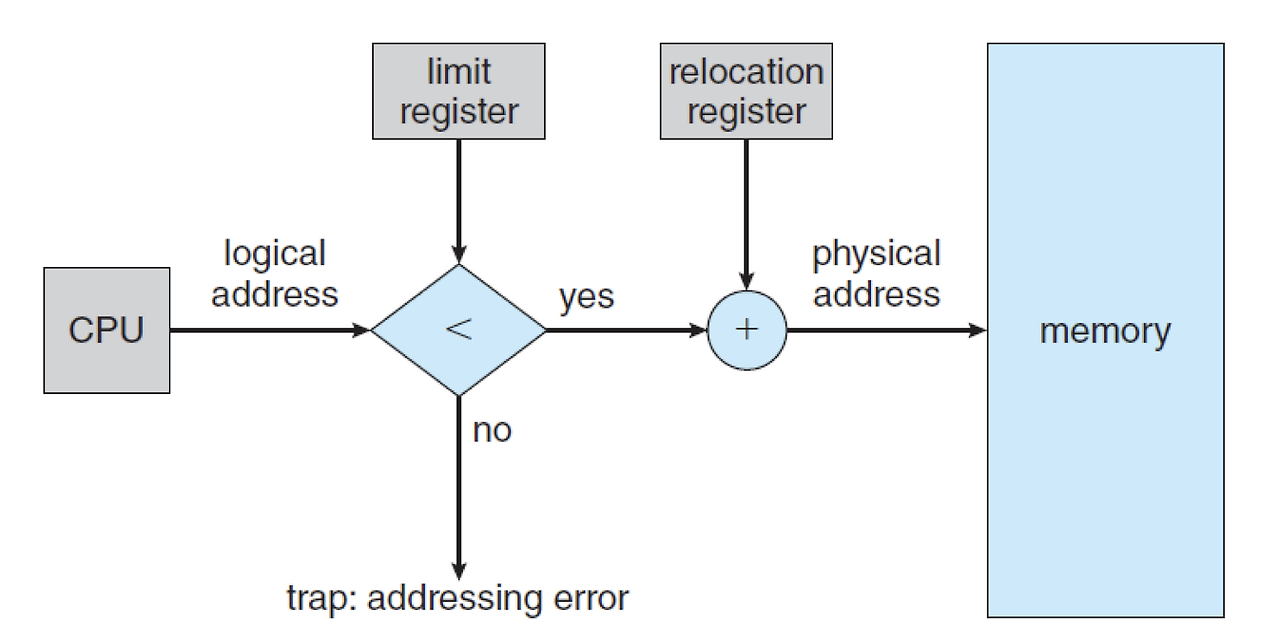 limit
register
relocation
register
logical
address
physical
address
CPU
<
yes
+
memory
no
trap: addressing error